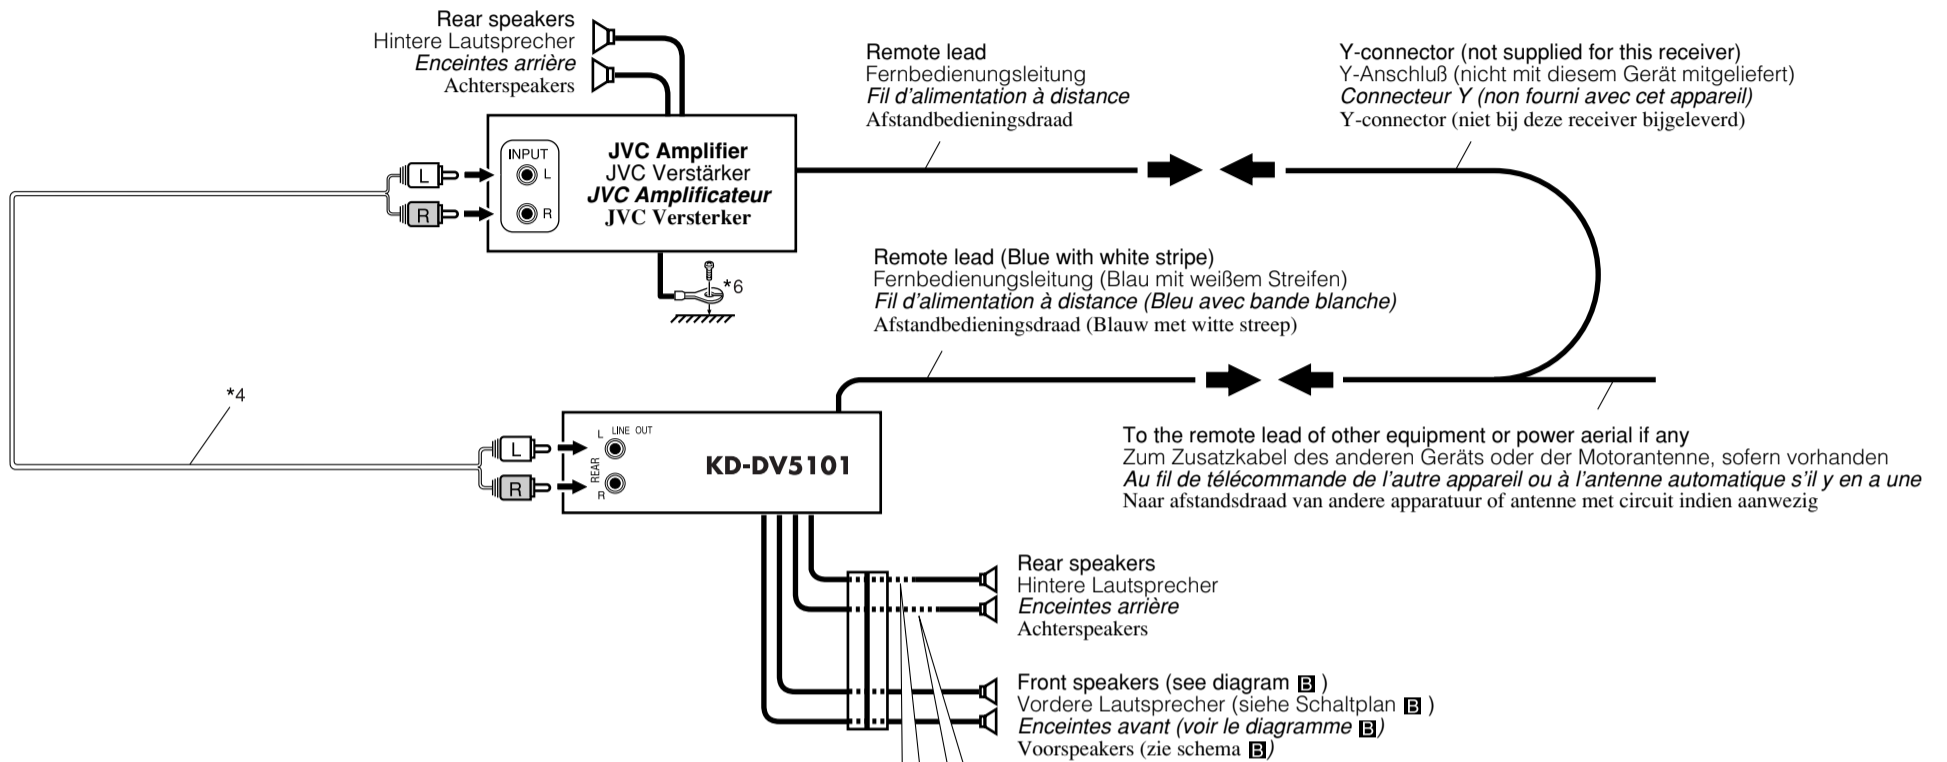 Rear speakers
Hintere Lautsprecher
Enceintes arrière
Achterspeakers
Remote lead
Fernbedienungsleitung
Fil d'alimentation à distance
Afstandbedieningsdraad
Y-connector (not supplied for this receiver)
Y-Anschluß (nicht mit diesem Gerät mitgeliefert)
Connecteur Y (non fourni avec cet appareil)
Y-connector (niet bij deze receiver bijgeleverd)
L
R
INPUT
L
R
JVC Amplifier
JVC Verstärker
JVC Amplificateur
JVC Versterker
*6
Remote lead (Blue with white stripe)
Fernbedienungsleitung (Blau mit weißem Streifen)
Fil d'alimentation à distance (Bleu avec bande blanche)
Afstandbedieningsdraad (Blauw met witte streep)
*4
L
R
L LINE OUT
REAR
R
KD-DV5101
To the remote lead of other equipment or power aerial if any
Zum Zusatzkabel des anderen Geräts oder der Motorantenne, sofern vorhanden
Au fil de télécommande de l'autre appareil ou à l'antenne automatique s'il y en a une
Naar afstandsdraad van andere apparatuur of antenne met circuit indien aanwezig
Rear speakers
Hintere Lautsprecher
Enceintes arrière
Achterspeakers
Front speakers (see diagram B )
Vordere Lautsprecher (siehe Schaltplan B )
Enceintes avant (voir le diagramme B)
Voorspeakers (zie schema B)